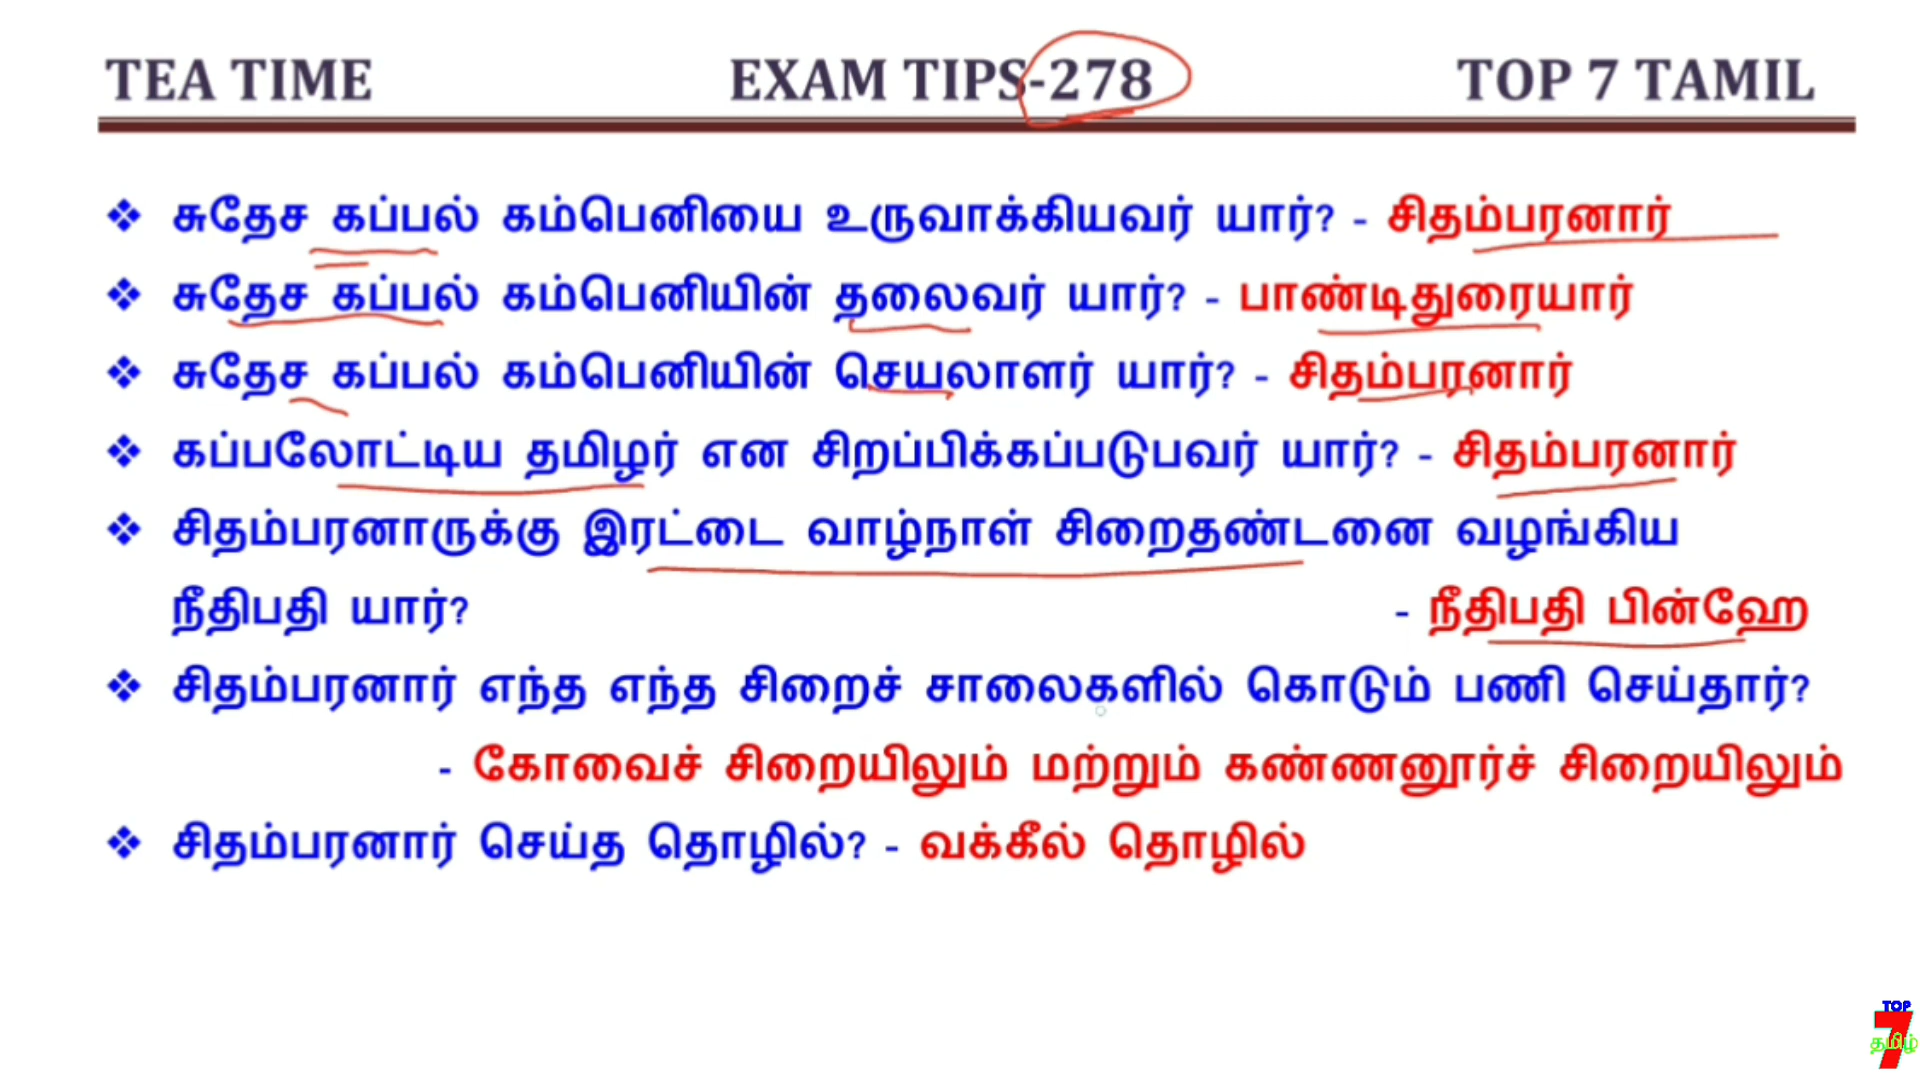 TEA TIME EXAM TIPS-278 TOP 7 TAMIL
❖ சுதேச கப்பல் கம்பெனியை உருவாக்கியவர் யார்? - சிதம்பரனார்
❖ சுதேச கப்பல் கம்பெனியின் தலைவர் யார்? - பாண்டிதுரையார்
❖ சுதேச கப்பல் கம்பெனியின் செயலாளர் யார்? - சிதம்பரனார்
❖ கப்பலோட்டிய தமிழர் என சிறப்பிக்கப்படுபவர் யார்? - சிதம்பரனார்
❖ சிதம்பரனாருக்கு இரட்டை வாழ்நாள் சிறைதண்டனை வழங்கிய
நீதிபதி யார்? - நீதிபதி பின்ஹே
❖ சிதம்பரனார் எந்த எந்த சிறைச் சாலைகளில் கொடும் பணி செய்தார்?
- கோவைச் சிறையிலும் மற்றும் கண்ணனூர்ச் சிறையிலும்
❖ சிதம்பரனார் செய்த தொழில்? - வக்கீல் தொழில்
TOP
7
தமிழ்